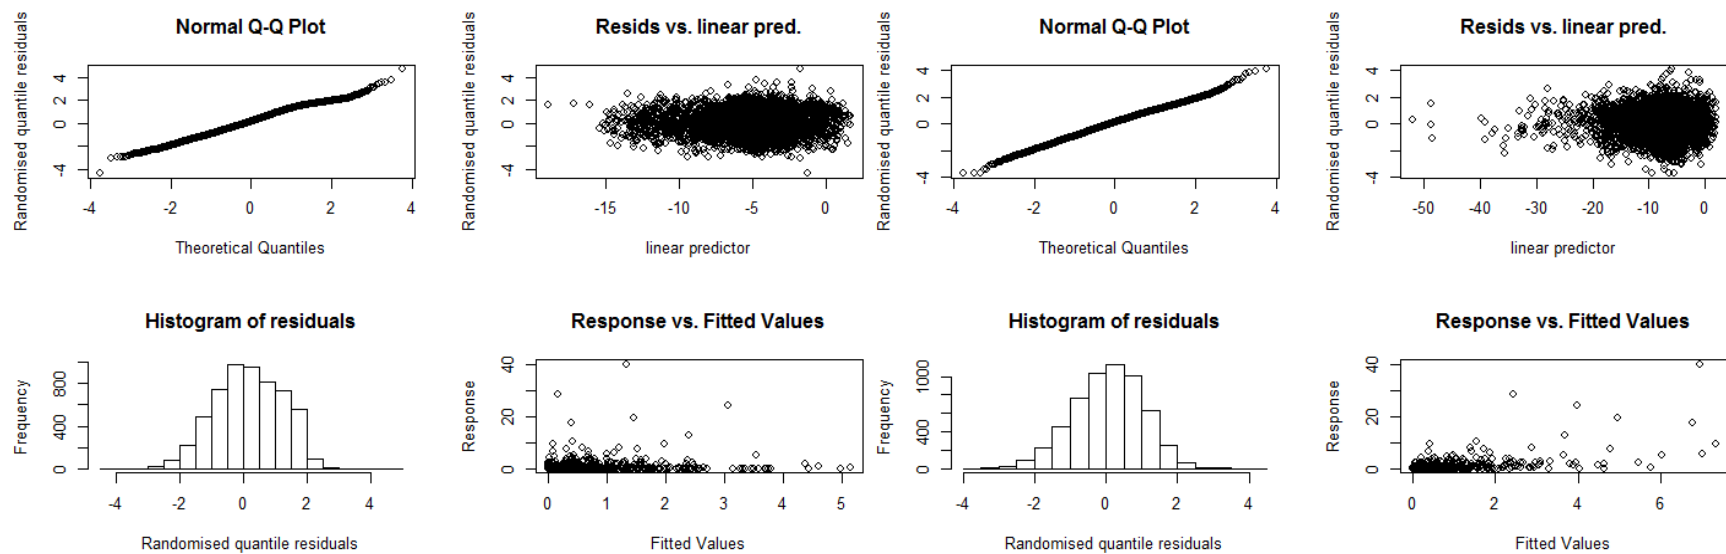 Normal Q-Q Plot
Randomised quantile residuals
4
2
0
-4
-4
-2
0
2
4
Theoretical Quantiles
Resids vs. linear pred.
Randomised quantile residuals
4
2
0
-4
-15
-10
-5
0
linear predictor
Normal Q-Q Plot
Randomised quantile residuals
4
2
0
-4
-4
-2
0
2
4
Theoretical Quantiles
Resids vs. linear pred.
Randomised quantile residuals
4
2
0
-4
-50
-40
-30
-20
-10
0
linear predictor
Histogram of residuals
Frequency
800
400
0
-4
-2
0
2
4
Randomised quantile residuals
Response vs. Fitted Values
Response
40
20
0
0
1
2
3
4
5
Fitted Values
Histogram of residuals
Frequency
1000
400
0
-4
-2
0
2
4
Randomised quantile residuals
Response vs. Fitted Values
Response
40
20
0
0
2
4
6
Fitted Values